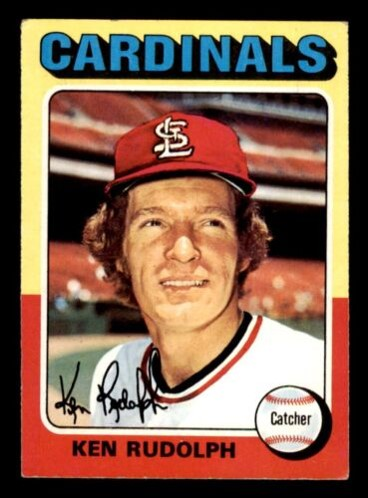 CARDINALS
STL
Ken Rudolph
Catcher
KEN RUDOLPH